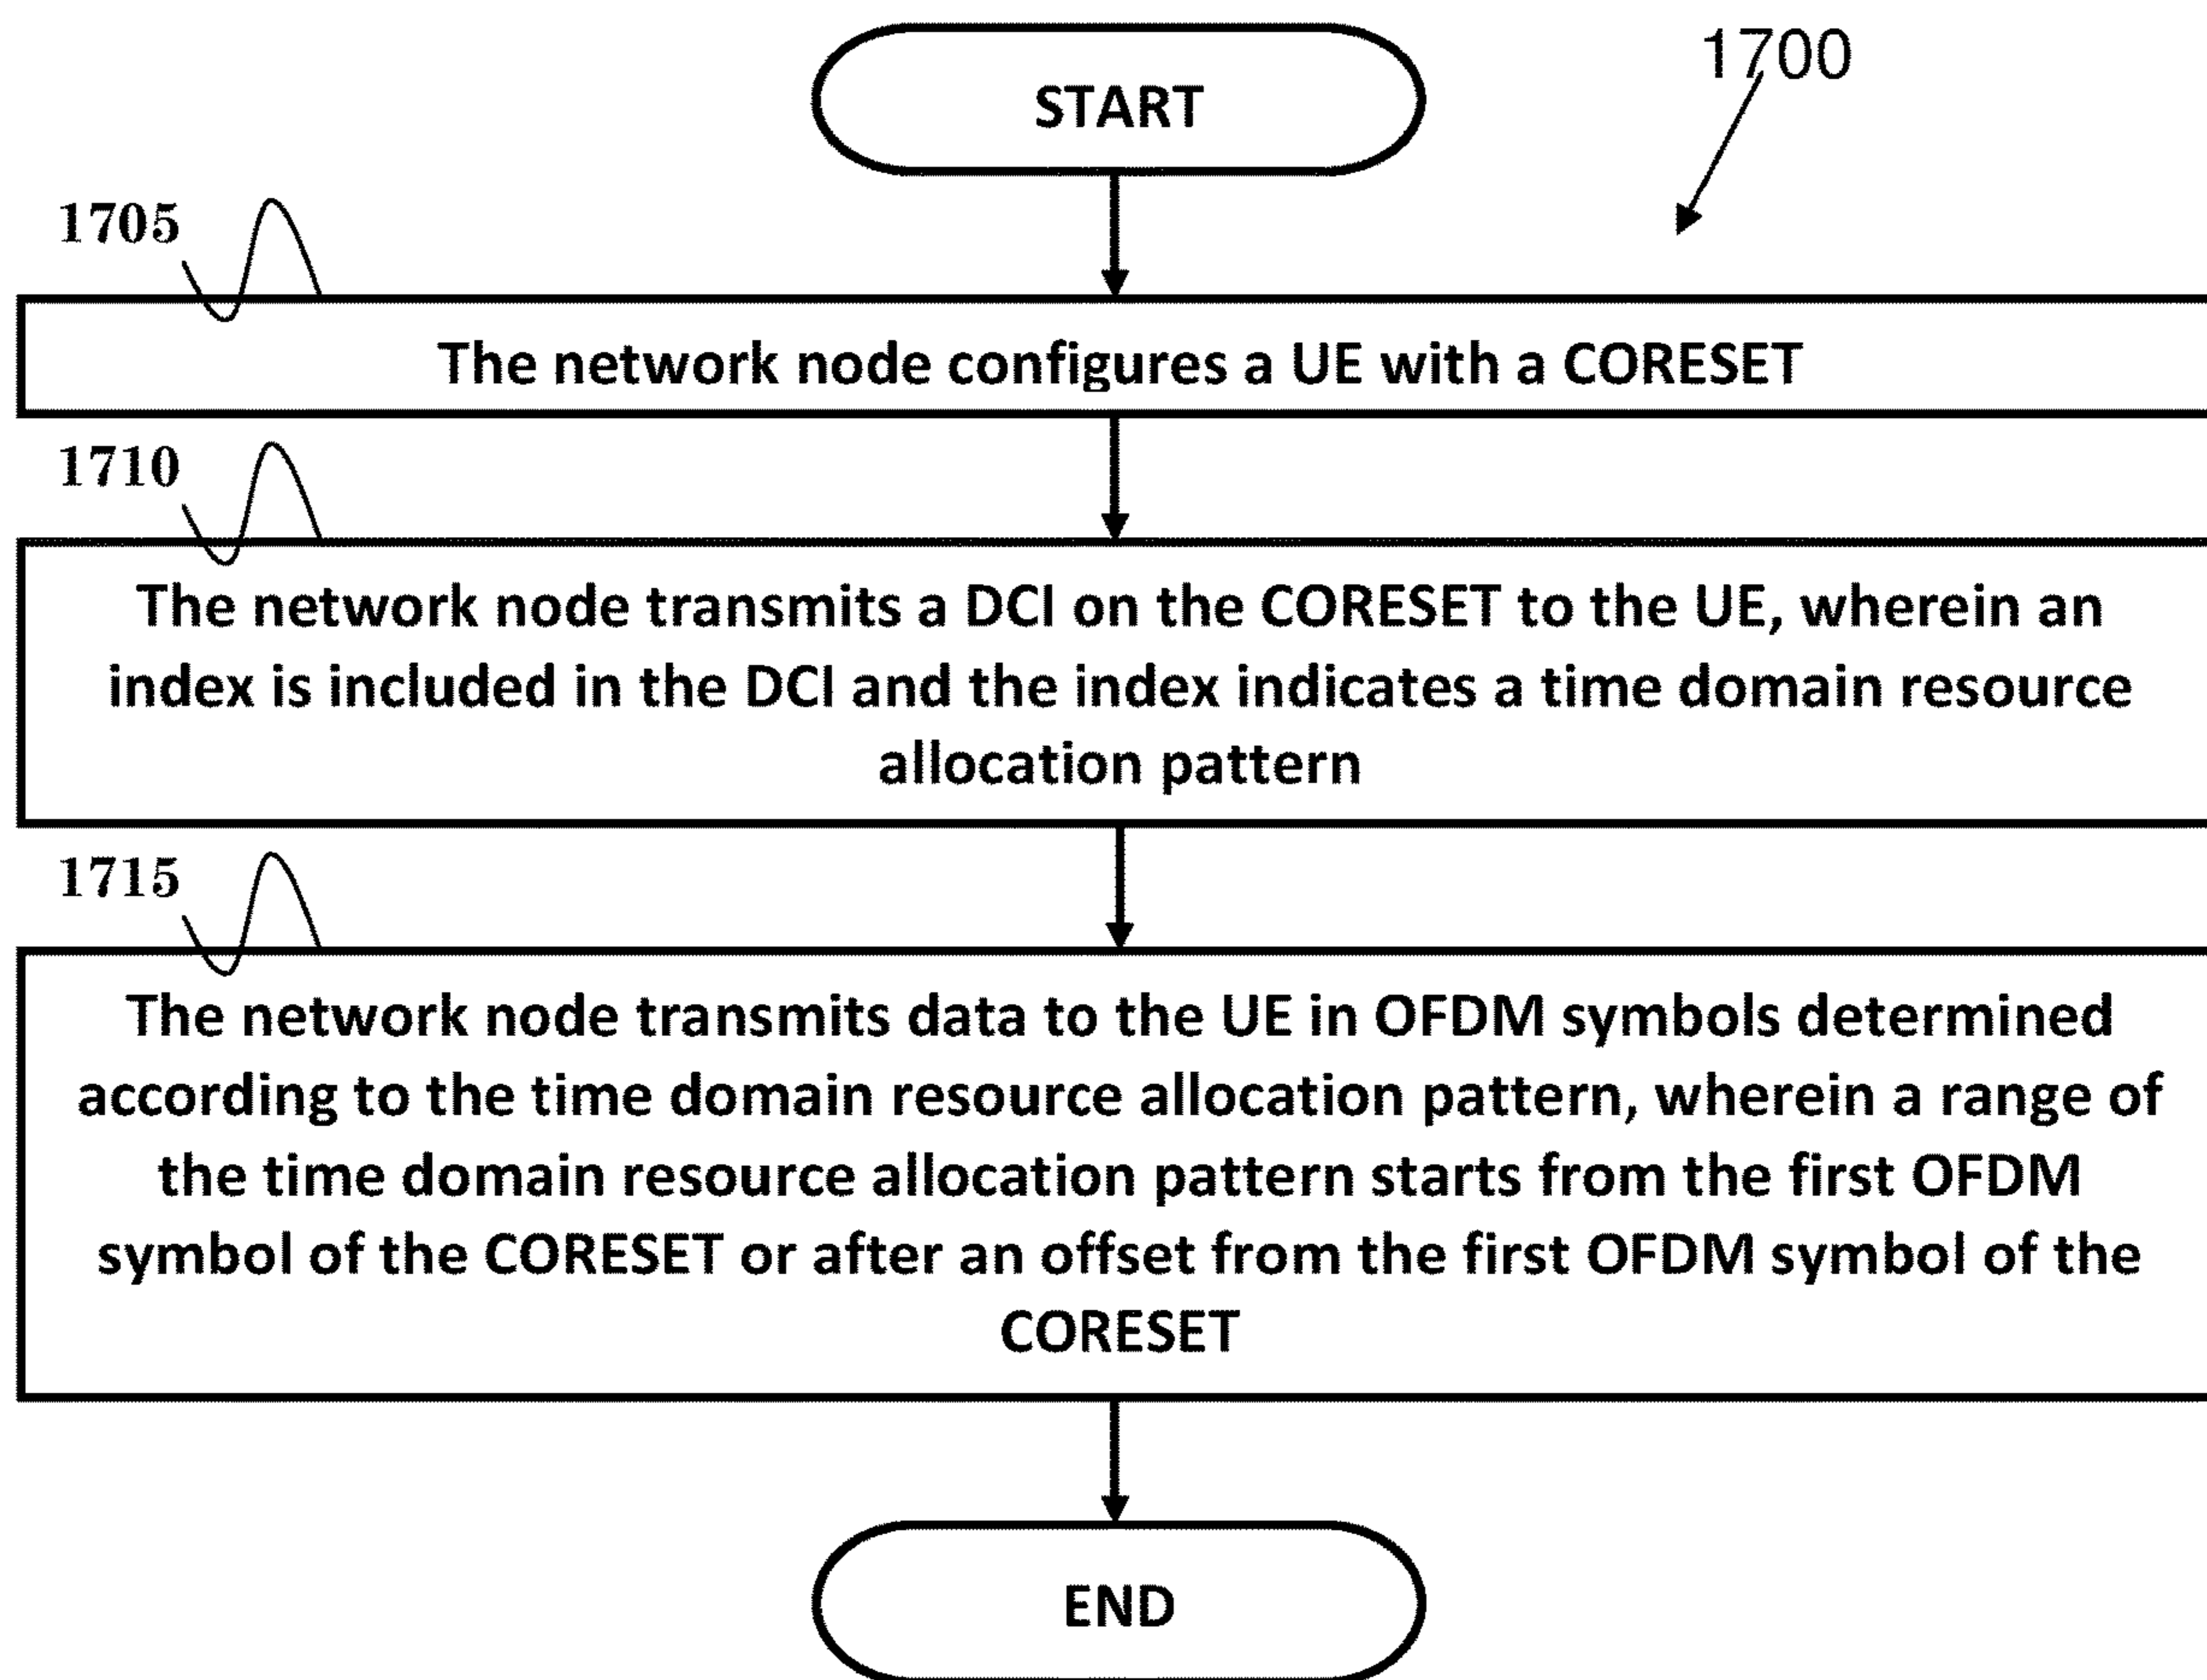 START
1700
1705
The network node configures a UE with a CORESET
1710
The network node transmits a DCI on the CORESET to the UE, wherein an
index is included in the DCI and the index indicates a time domain resource
allocation pattern
1715
The network node transmits data to the UE in OFDM symbols determined
according to the time domain resource allocation pattern, wherein a range of
the time domain resource allocation pattern starts from the first OFDM
symbol of the CORESET or after an offset from the first OFDM symbol of the
CORESET
END